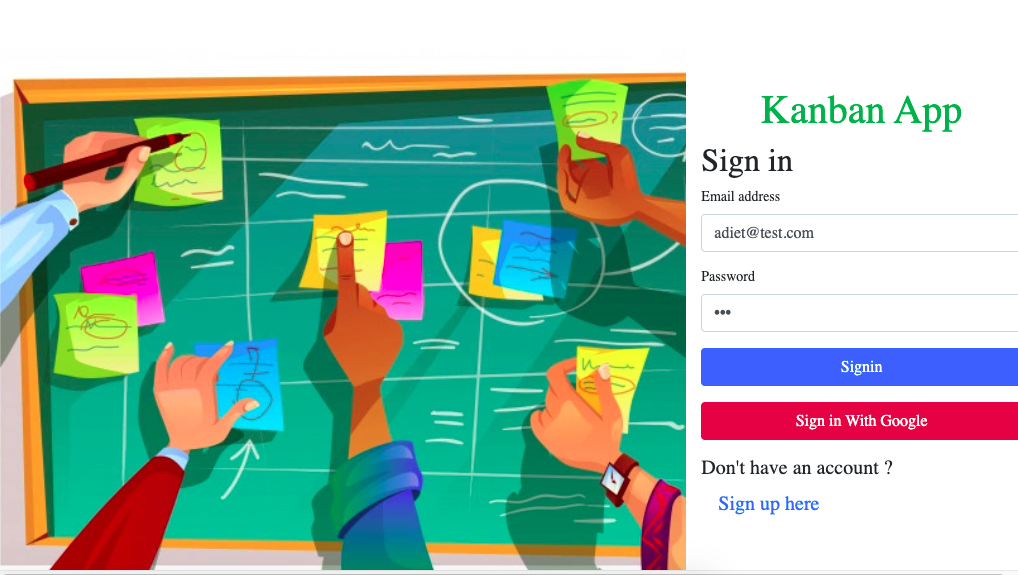 Kanban App
Sign in
Email address
adiet@test.com
Password
•••
Signin
Sign in With Google
Don't have an account ?
Sign up here